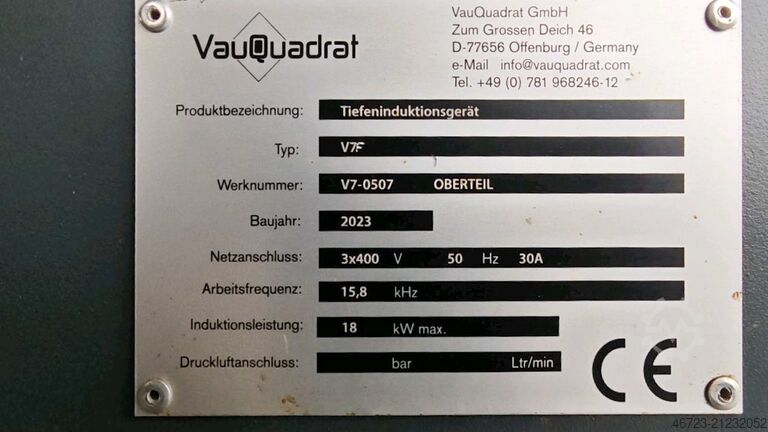 VauQuadrat
VauQuadrat GmbH
Zum Grossen Deich 46
D-77656 Offenburg / Germany
e-Mail info@vauquadrat.com
Tel. +49 (0) 781 968246-12
Produktbezeichnung: Tiefeninduktionsgerät
Typ: V7F
Werknummer: V7-0507 OBERTEIL
Baujahr: 2023
Netzanschluss: 3x400 V 50 Hz 30A
Arbeitsfrequenz: 15,8 kHz
Induktionsleistung: 18 kW max.
Druckluftanschluss: bar Ltr/min
CE
46723-21232052